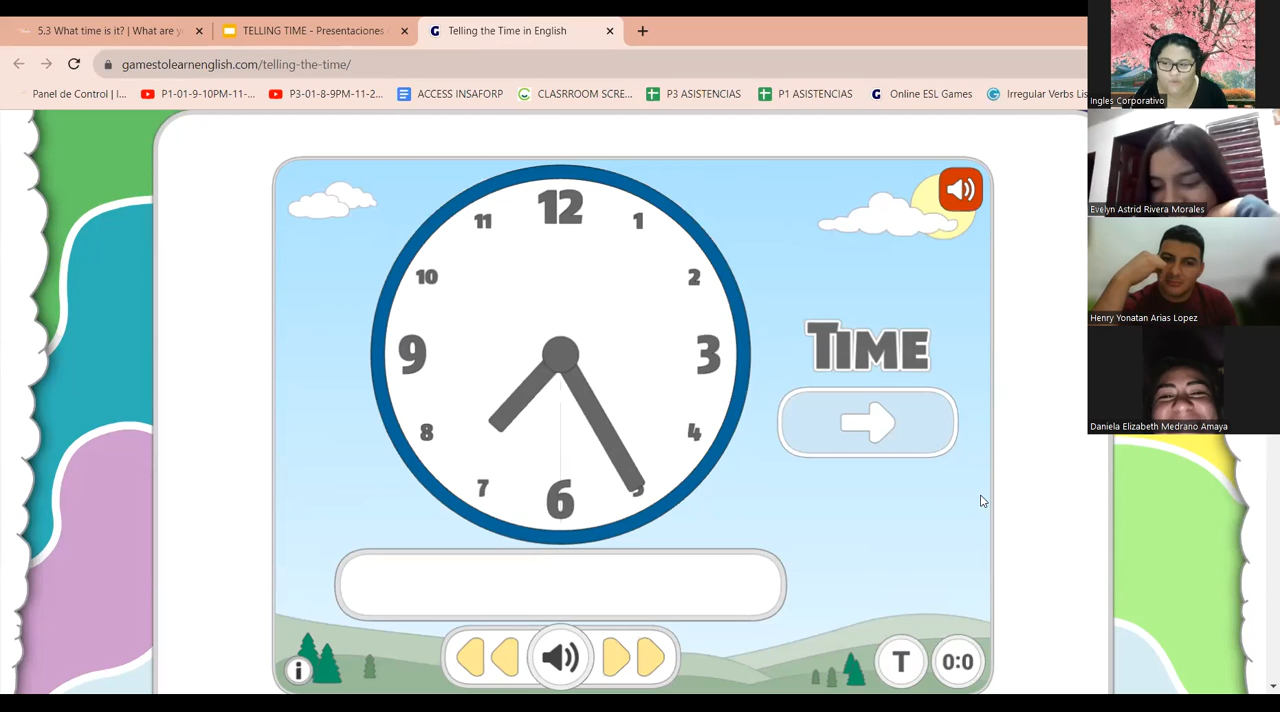 5.3 What time is it? | What are y
TELLING TIME - Presentaciones
Telling the Time in English
gamestolearnenglish.com/telling-the-time/
Panel de Control | I...
P1-01-9-10PM-11-...
P3-01-8-9PM-11-2...
ACCESS INSAFORP
CLASRROOM SCRE...
P3 ASISTENCIAS
P1 ASISTENCIAS
Online ESL Games
Irregular Verbs Lis
Ingles Corporativo
Evelyn Astrid Rivera Morales
Henry Yonatan Arias Lopez
Daniela Elizabeth Medrano Amaya
12
11
1
10
2
9
3
8
4
7
5
6
TIME
i
T
0:0